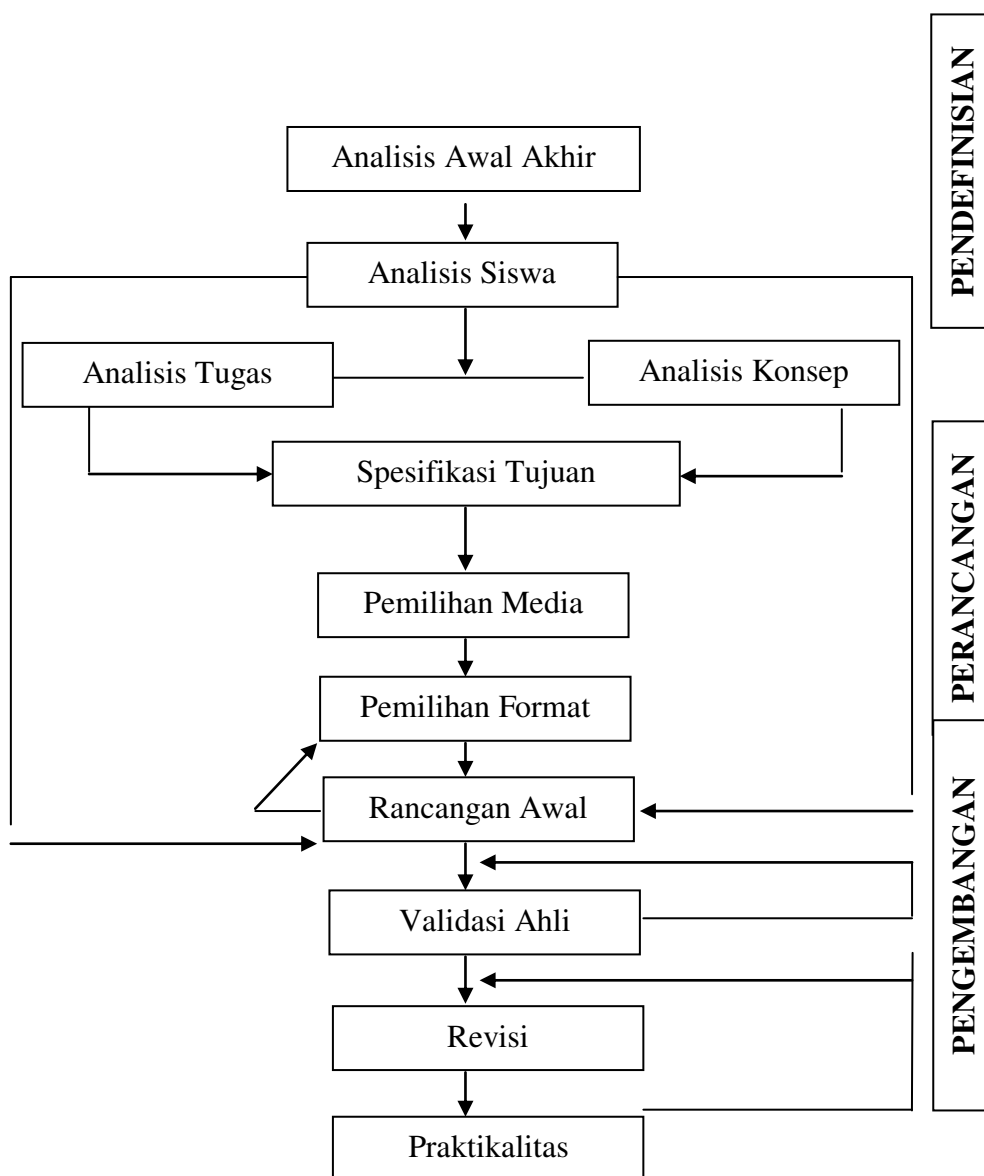 Analisis Awal Akhir
Analisis Siswa
Analisis Tugas
Analisis Konsep
Spesifikasi Tujuan
Pemilihan Media
Pemilihan Format
Rancangan Awal
Validasi Ahli
Revisi
Praktikalitas
PENDEFINISIAN
PERANCANGAN
PENGEMBANGAN